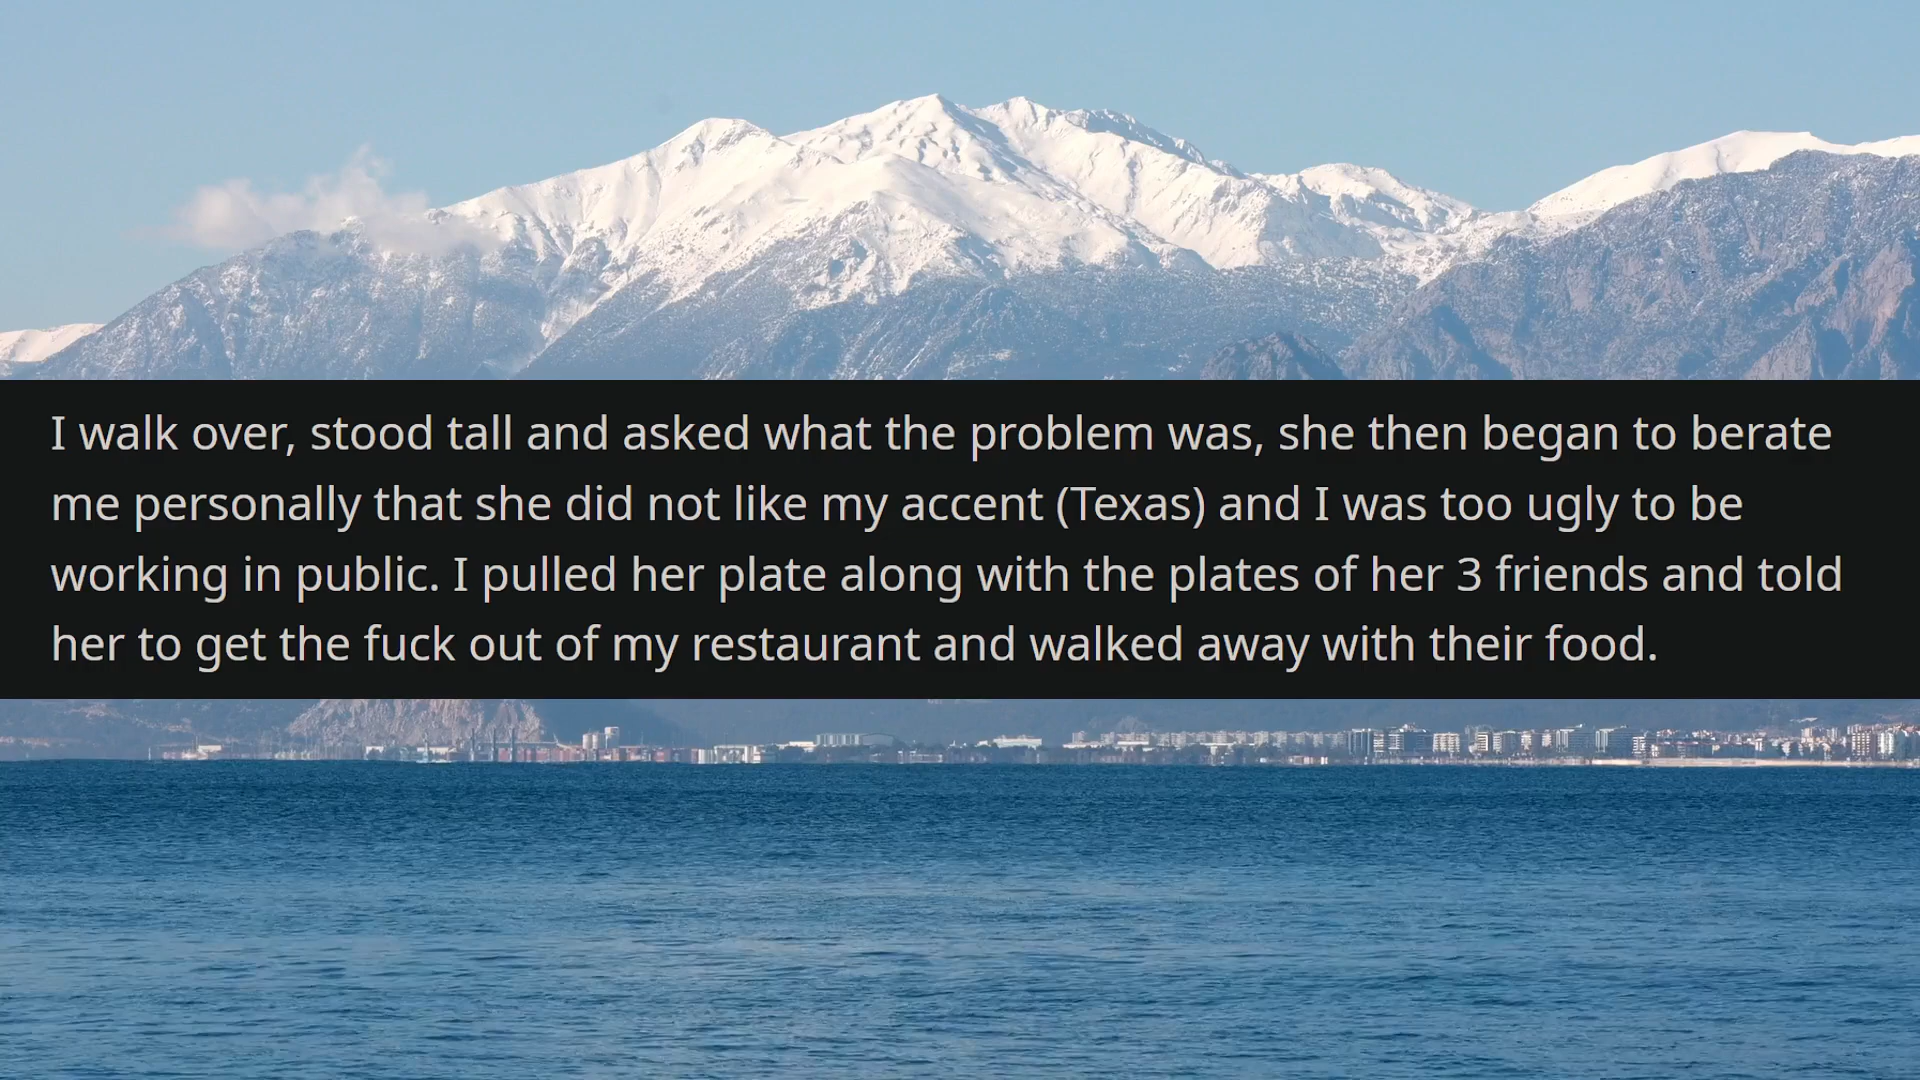 I walk over, stood tall and asked what the problem was, she then began to berate
me personally that she did not like my accent (Texas) and I was too ugly to be
working in public. I pulled her plate along with the plates of her 3 friends and told
her to get the fuck out of my restaurant and walked away with their food.